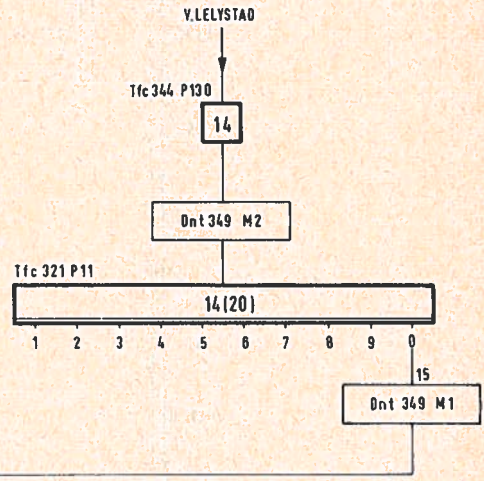 V.LELYSTAD
Tfc 344 P130
14
Dnt 349 M2
Tfc 321 P11
14(20)
1 2 3 4 5 6 7 8 9 0
15
Dnt 349 M1